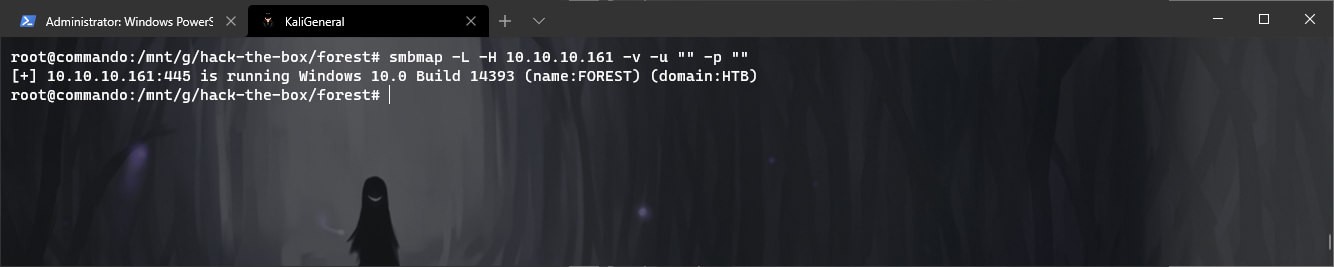 Administrator: Windows PowerS
KaliGeneral
root@commando:/mnt/g/hack-the-box/forest# smbmap -L -H 10.10.10.161 -v -u "" -p ""
[+] 10.10.10.161:445 is running Windows 10.0 Build 14393 (name:FOREST) (domain:HTB)
root@commando:/mnt/g/hack-the-box/forest#